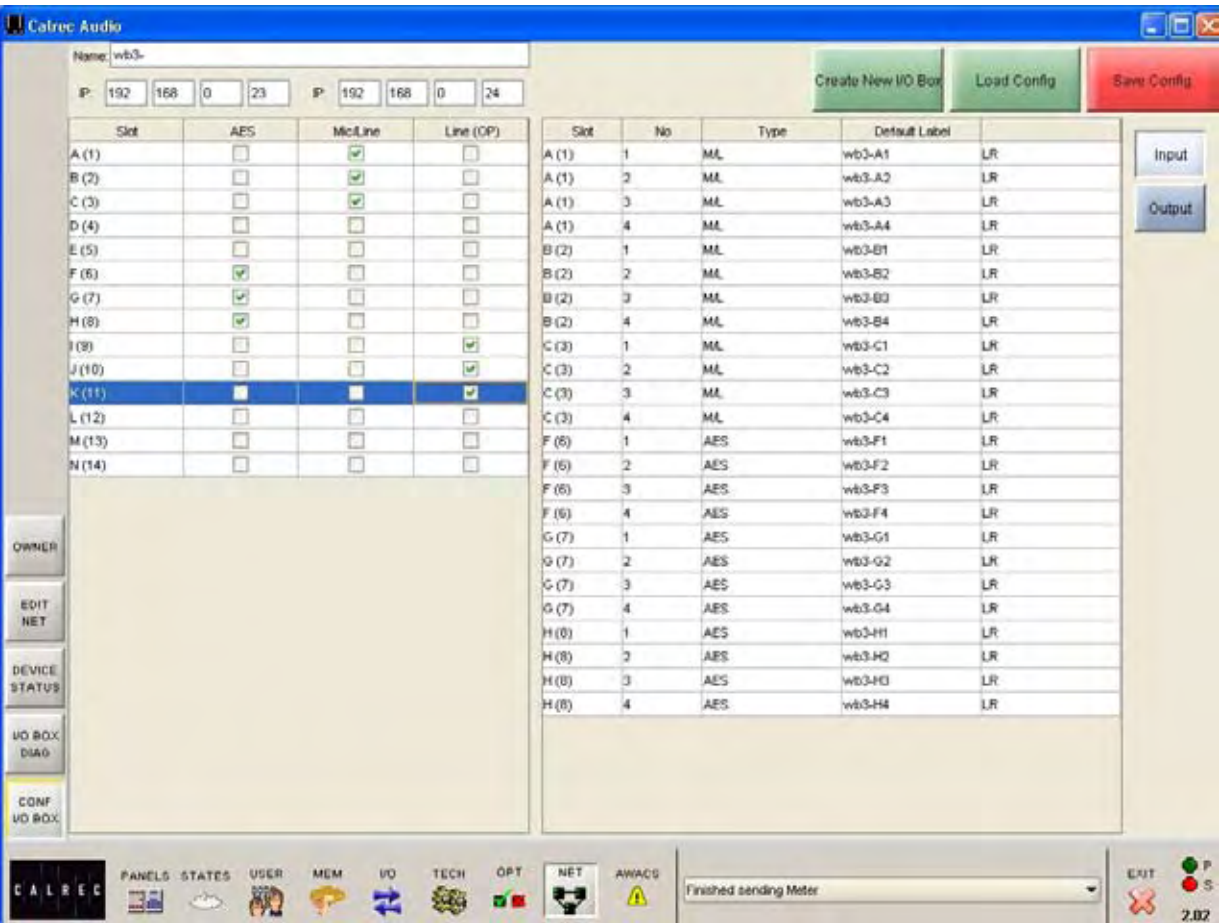 Calrec Audio
Name: wb3-
IP: 192 168 0 23 IP: 192 168 0 24
Create New I/O Box
Load Config
Save Config
Slot AES Mic/Line Line (OP)
A (1)
B (2)
C (3)
D (4)
E (5)
F (6)
G (7)
H (8)
I (9)
J (10)
K (11)
L (12)
M (13)
N (14)
Slot No Type Default Label
A (1) 1 M/L wb3-A1 LR
A (1) 2 M/L wb3-A2 LR
A (1) 3 M/L wb3-A3 LR
A (1) 4 M/L wb3-A4 LR
B (2) 1 M/L wb3-B1 LR
B (2) 2 M/L wb3-B2 LR
B (2) 3 M/L wb3-B3 LR
B (2) 4 M/L wb3-B4 LR
C (3) 1 M/L wb3-C1 LR
C (3) 2 M/L wb3-C2 LR
C (3) 3 M/L wb3-C3 LR
C (3) 4 M/L wb3-C4 LR
F (6) 1 AES wb3-F1 LR
F (6) 2 AES wb3-F2 LR
F (6) 3 AES wb3-F3 LR
F (6) 4 AES wb3-F4 LR
G (7) 1 AES wb3-G1 LR
G (7) 2 AES wb3-G2 LR
G (7) 3 AES wb3-G3 LR
G (7) 4 AES wb3-G4 LR
H (8) 1 AES wb3-H1 LR
H (8) 2 AES wb3-H2 LR
H (8) 3 AES wb3-H3 LR
H (8) 4 AES wb3-H4 LR
Input
Output
OWNER
EDIT
NET
DEVICE
STATUS
I/O BOX
DIAG
CONF
I/O BOX
CALREC
PANELS
STATES
USER
MEM
I/O
TECH
OPT
NET
AWACS
Finished sending Meter
EXIT
P
S
2.02